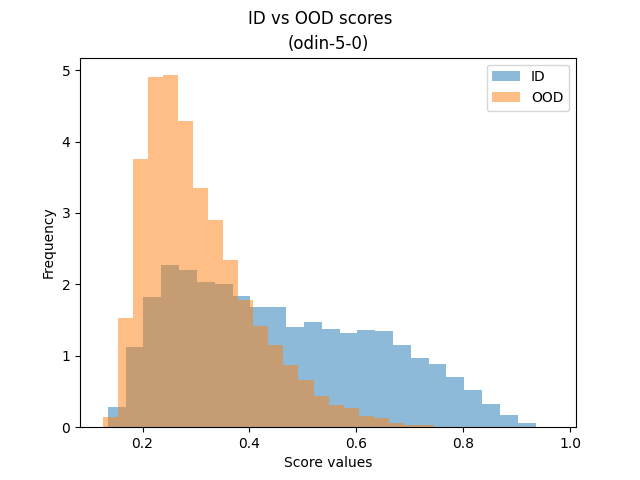 ID vs OOD scores
(odin-5-0)
ID
OOD
5
4
3
2
1
0
Frequency
0.2
0.4
0.6
0.8
1.0
Score values